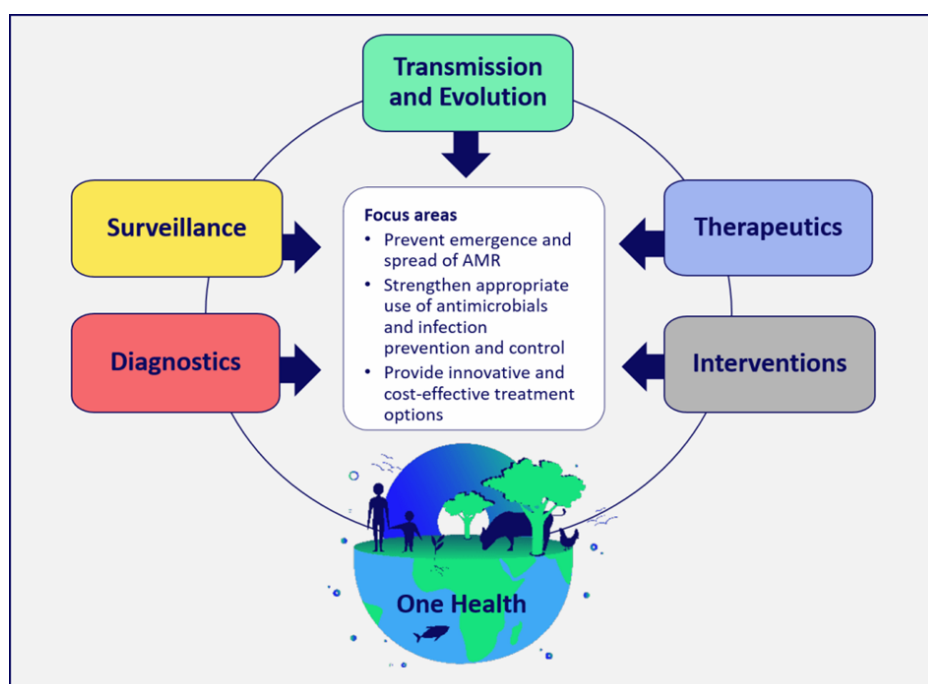 Transmission
and Evolution
Surveillance
Therapeutics
Diagnostics
Interventions
Focus areas
• Prevent emergence and
spread of AMR
• Strengthen appropriate
use of antimicrobials
and infection
prevention and control
• Provide innovative and
cost-effective treatment
options
One Health